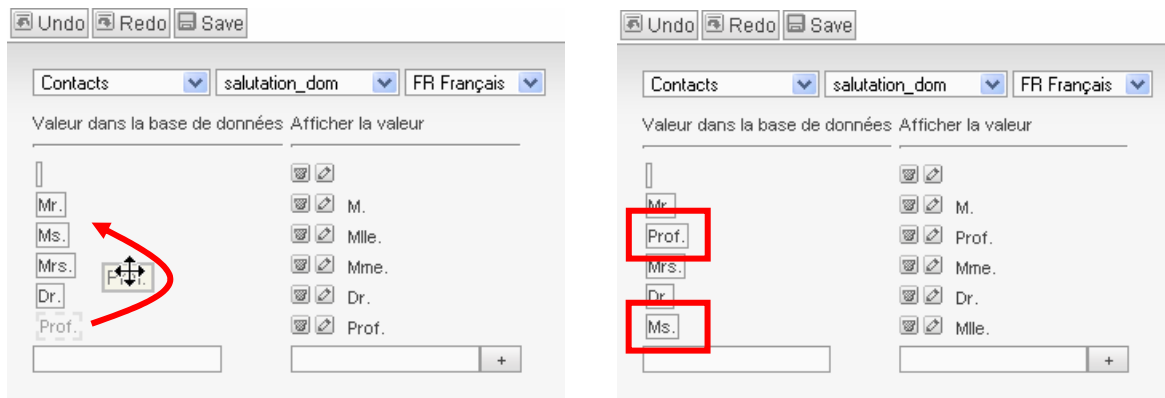 Undo Redo Save
Contacts salutation_dom FR Français
Valeur dans la base de données Afficher la valeur
Mr. M.
Ms. Mlle.
Mrs. Mme.
Prof.
Dr. Dr.
Prof. Prof.
+
Undo Redo Save
Contacts salutation_dom FR Français
Valeur dans la base de données Afficher la valeur
Mr. M.
Prof. Prof.
Mrs. Mme.
Dr. Dr.
Ms. Mlle.
+